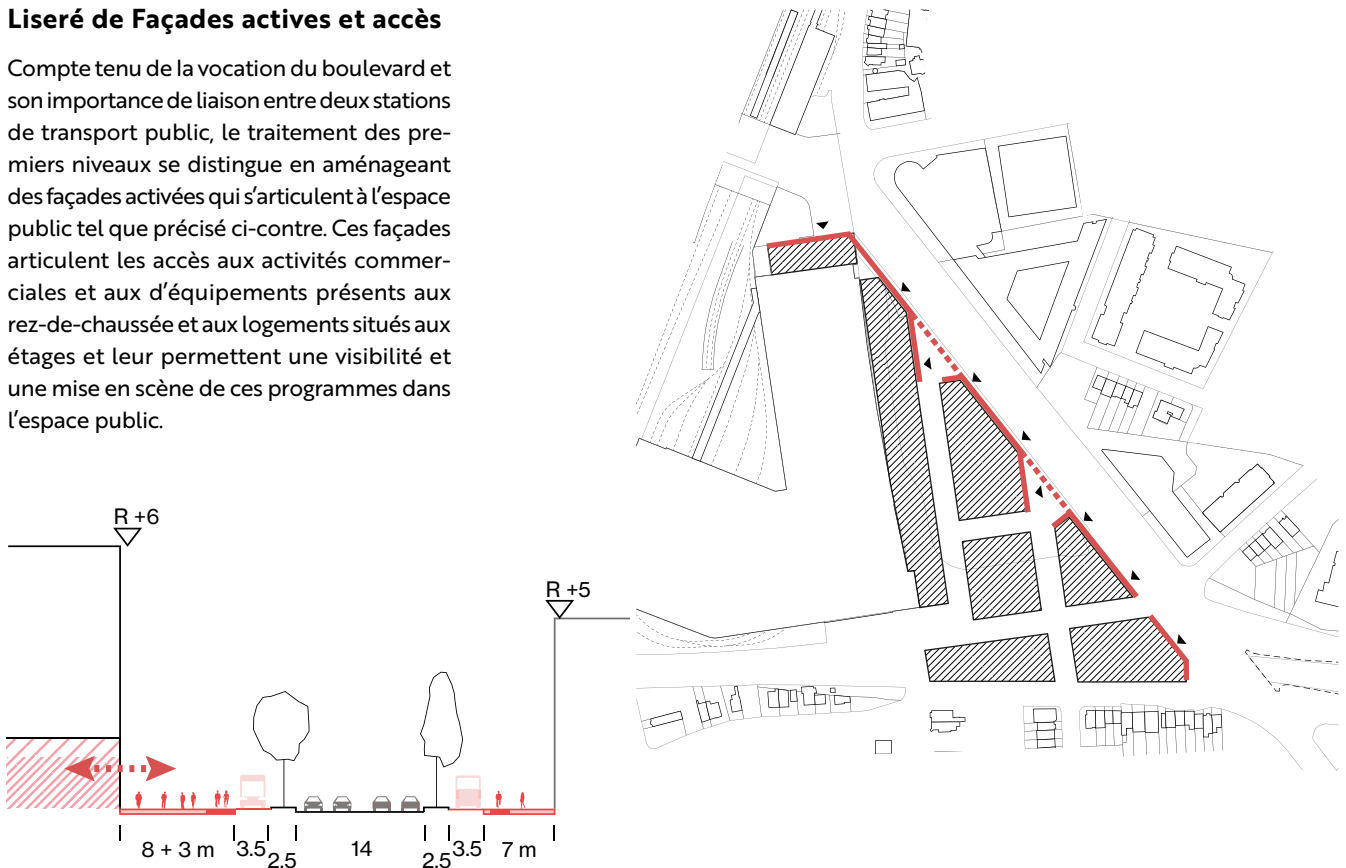 Liseré de Façades actives et accès
Compte tenu de la vocation du boulevard et
son importance de liaison entre deux stations
de transport public, le traitement des pre-
miers niveaux se distingue en aménageant
des façades activées qui s'articulent à l'espace
public tel que précisé ci-contre. Ces façades
articulent les accès aux activités commer-
ciales et aux d'équipements présents aux
rez-de-chaussée et aux logements situés aux
étages et leur permettent une visibilité et
une mise en scène de ces programmes dans
l'espace public.
R +6
R +5
8 + 3 m 3.5 2.5 14 2.5 3.5 7 m